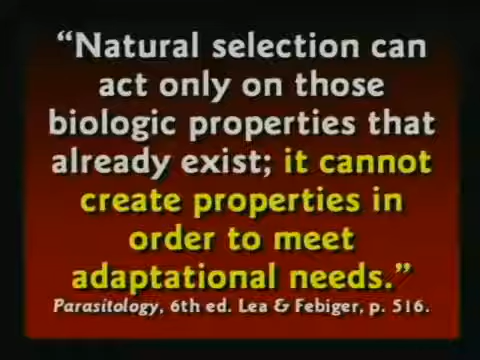 “Natural selection can
act only on those
biologic properties that
already exist; it cannot
create properties in
order to meet
adaptational needs.”
Parasitology, 6th ed. Lea & Febiger, p. 516.